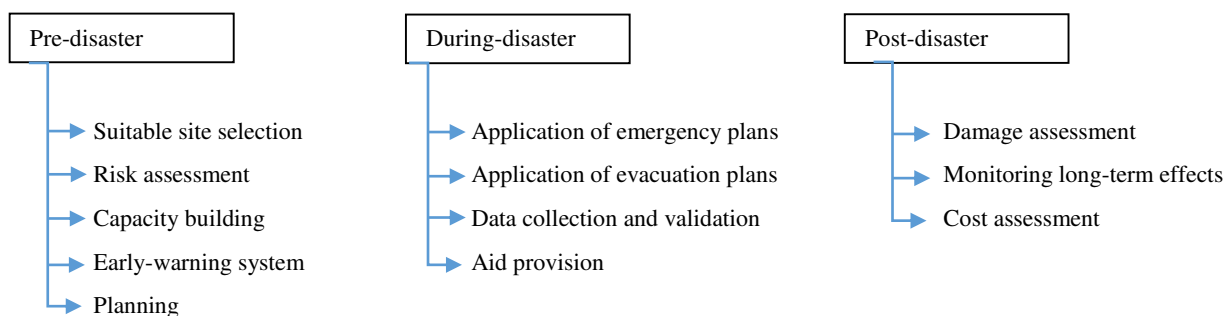 Pre-disaster
Suitable site selection
Risk assessment
Capacity building
Early-warning system
Planning
During-disaster
Application of emergency plans
Application of evacuation plans
Data collection and validation
Aid provision
Post-disaster
Damage assessment
Monitoring long-term effects
Cost assessment